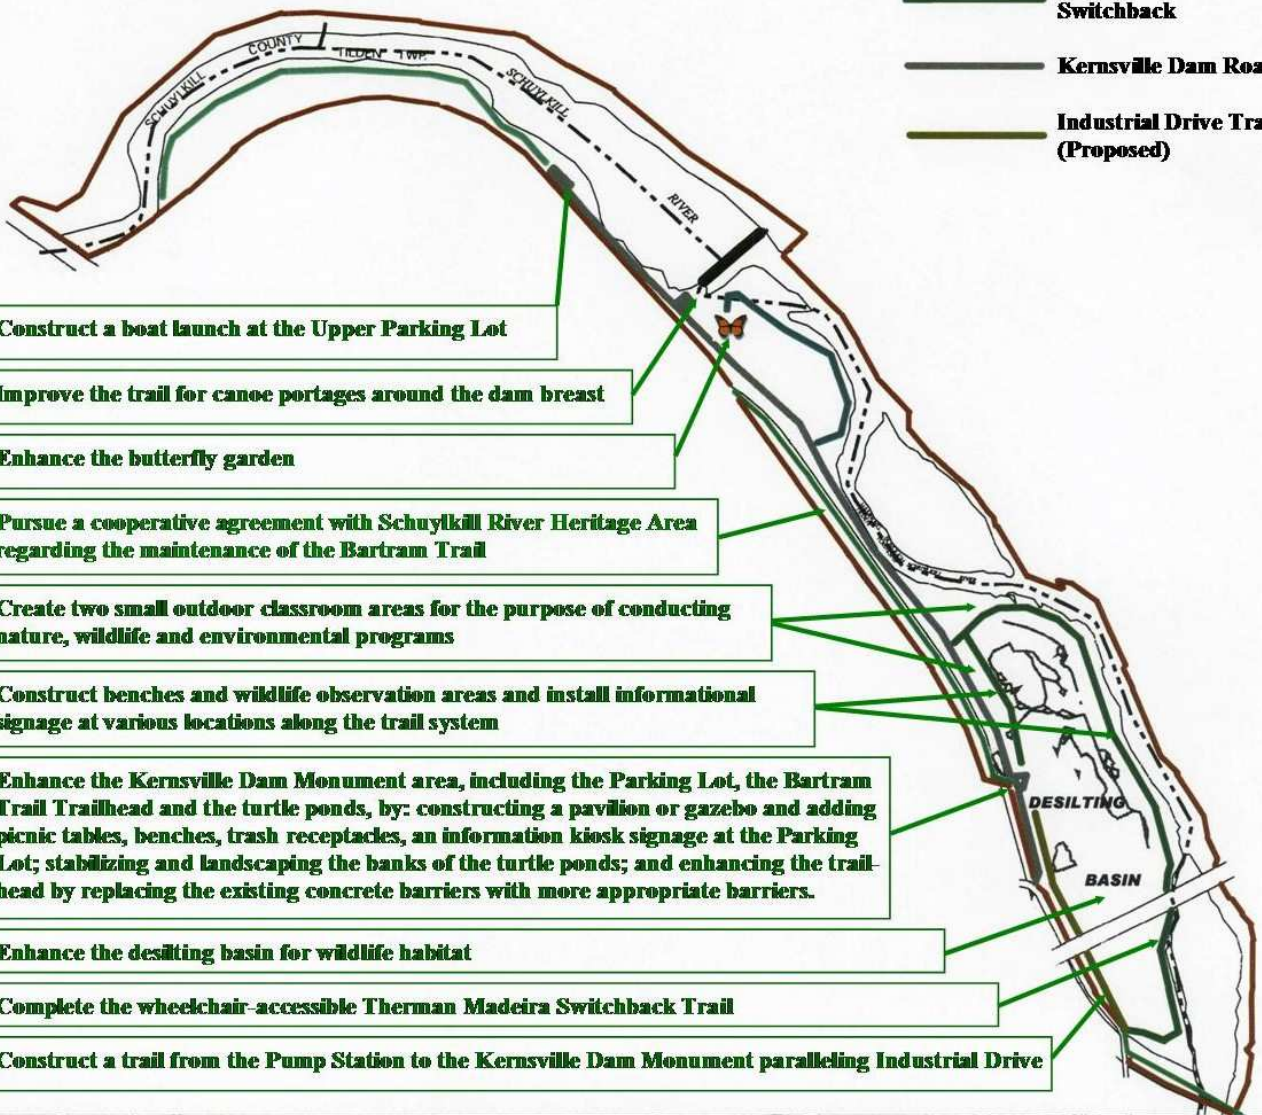 Switchback
Kernsville Dam Roa
Industrial Drive Tra
(Proposed)
SCHUYLKILL
COUNTY
TILDEN TWP.
SCHUYLKILL
RIVER
Construct a boat launch at the Upper Parking Lot
Improve the trail for canoe portages around the dam breast
Enhance the butterfly garden
Pursue a cooperative agreement with Schuylkill River Heritage Area
regarding the maintenance of the Bartram Trail
Create two small outdoor classroom areas for the purpose of conducting
nature, wildlife and environmental programs
Construct benches and wildlife observation areas and install informational
signage at various locations along the trail system
Enhance the Kernsville Dam Monument area, including the Parking Lot, the Bartram
Trail Trailhead and the turtle ponds, by: constructing a pavilion or gazebo and adding
picnic tables, benches, trash receptacles, an information kiosk signage at the Parking
Lot; stabilizing and landscaping the banks of the turtle ponds; and enhancing the trail-
head by replacing the existing concrete barriers with more appropriate barriers.
DESILTING
BASIN
Enhance the desilting basin for wildlife habitat
Complete the wheelchair-accessible Therman Madeira Switchback Trail
Construct a trail from the Pump Station to the Kernsville Dam Monument paralleling Industrial Drive